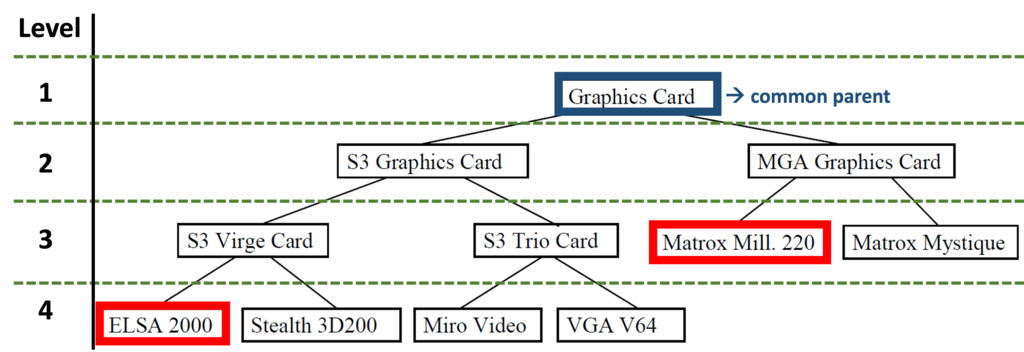 Level
1
Graphics Card
→ common parent
2
S3 Graphics Card
MGA Graphics Card
3
S3 Virge Card
S3 Trio Card
Matrox Mill. 220
Matrox Mystique
4
ELSA 2000
Stealth 3D200
Miro Video
VGA V64